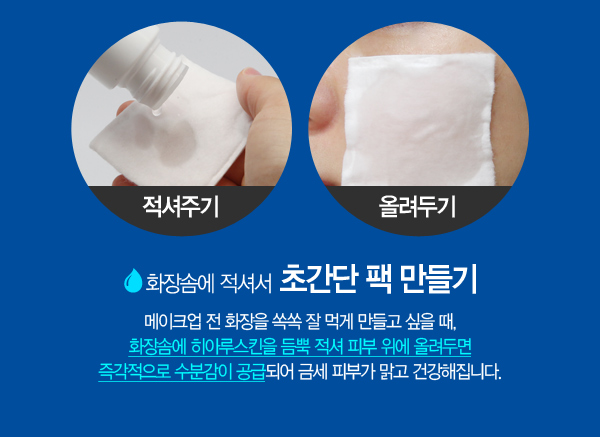 적셔주기
올려두기
화장솜에 적셔서 초간단 팩 만들기
메이크업 전 화장을 쏙쏙 잘 먹게 만들고 싶을 때,
화장솜에 히아루스킨을 듬뿍 적셔 피부 위에 올려두면
즉각적으로 수분감이 공급되어 금세 피부가 맑고 건강해집니다.